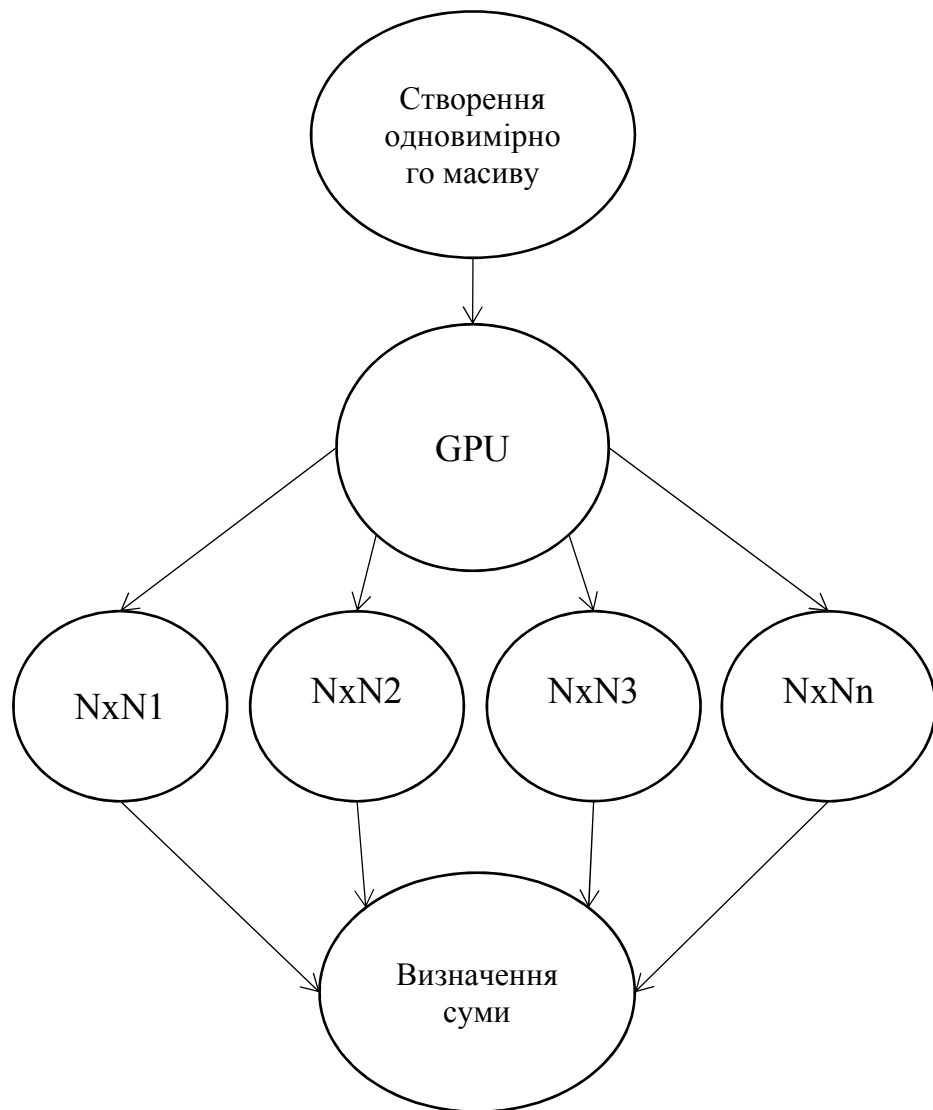 Створення
одновимірно
го масиву
GPU
NxN1
NxN2
NxN3
NxNn
Визначення
суми